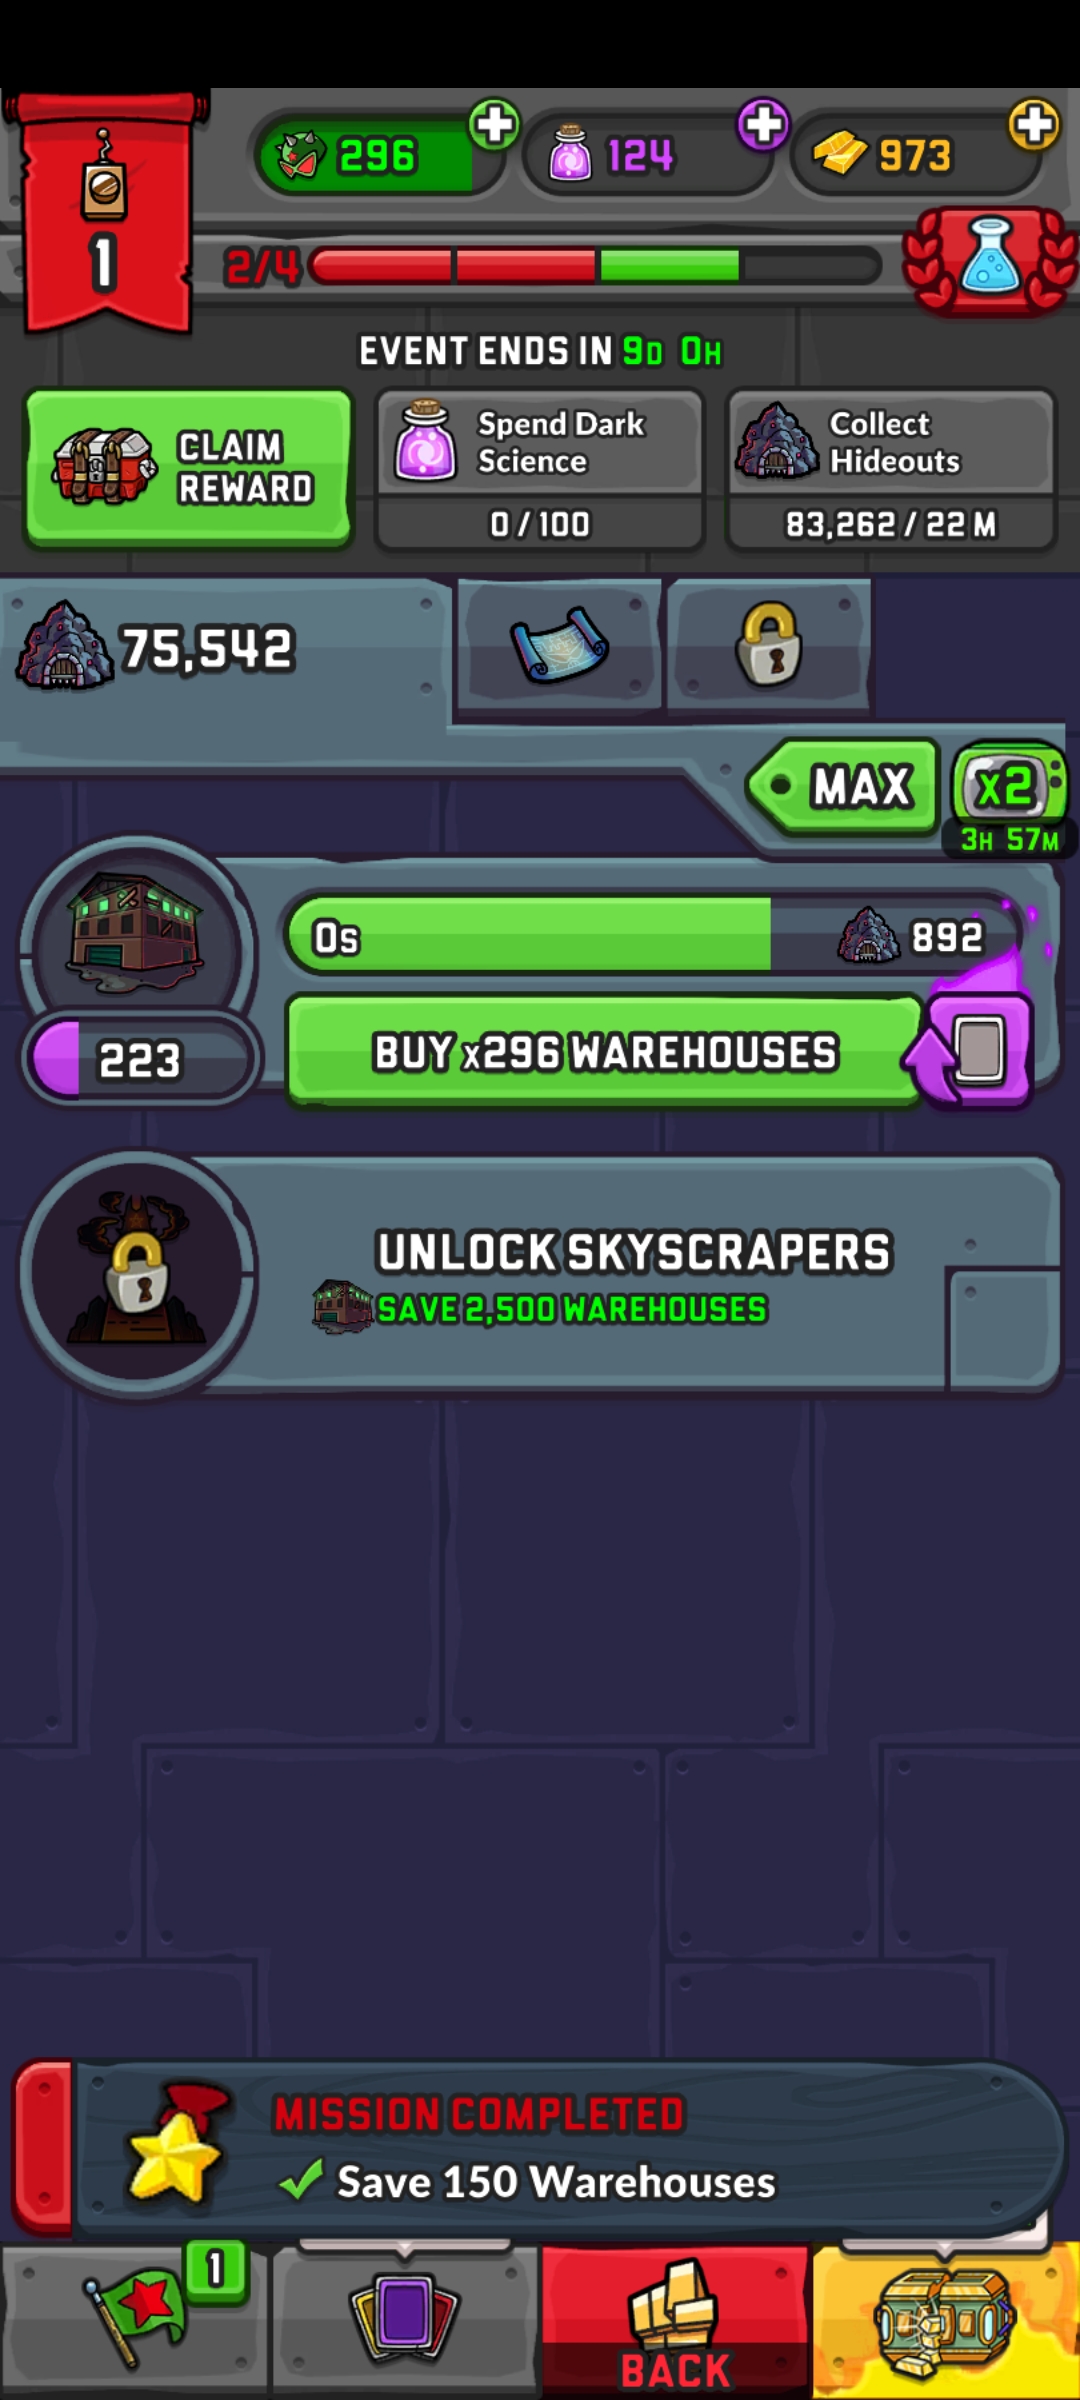 296
124
973
1
2/4
EVENT ENDS IN 9D 0H
CLAIM
REWARD
Spend Dark
Science
0 / 100
Collect
Hideouts
83,262 / 22 M
75,542
MAX
x2
3H 57M
0s
892
223
BUY x296 WAREHOUSES
UNLOCK SKYSCRAPERS
SAVE 2,500 WAREHOUSES
MISSION COMPLETED
Save 150 Warehouses
1
BACK